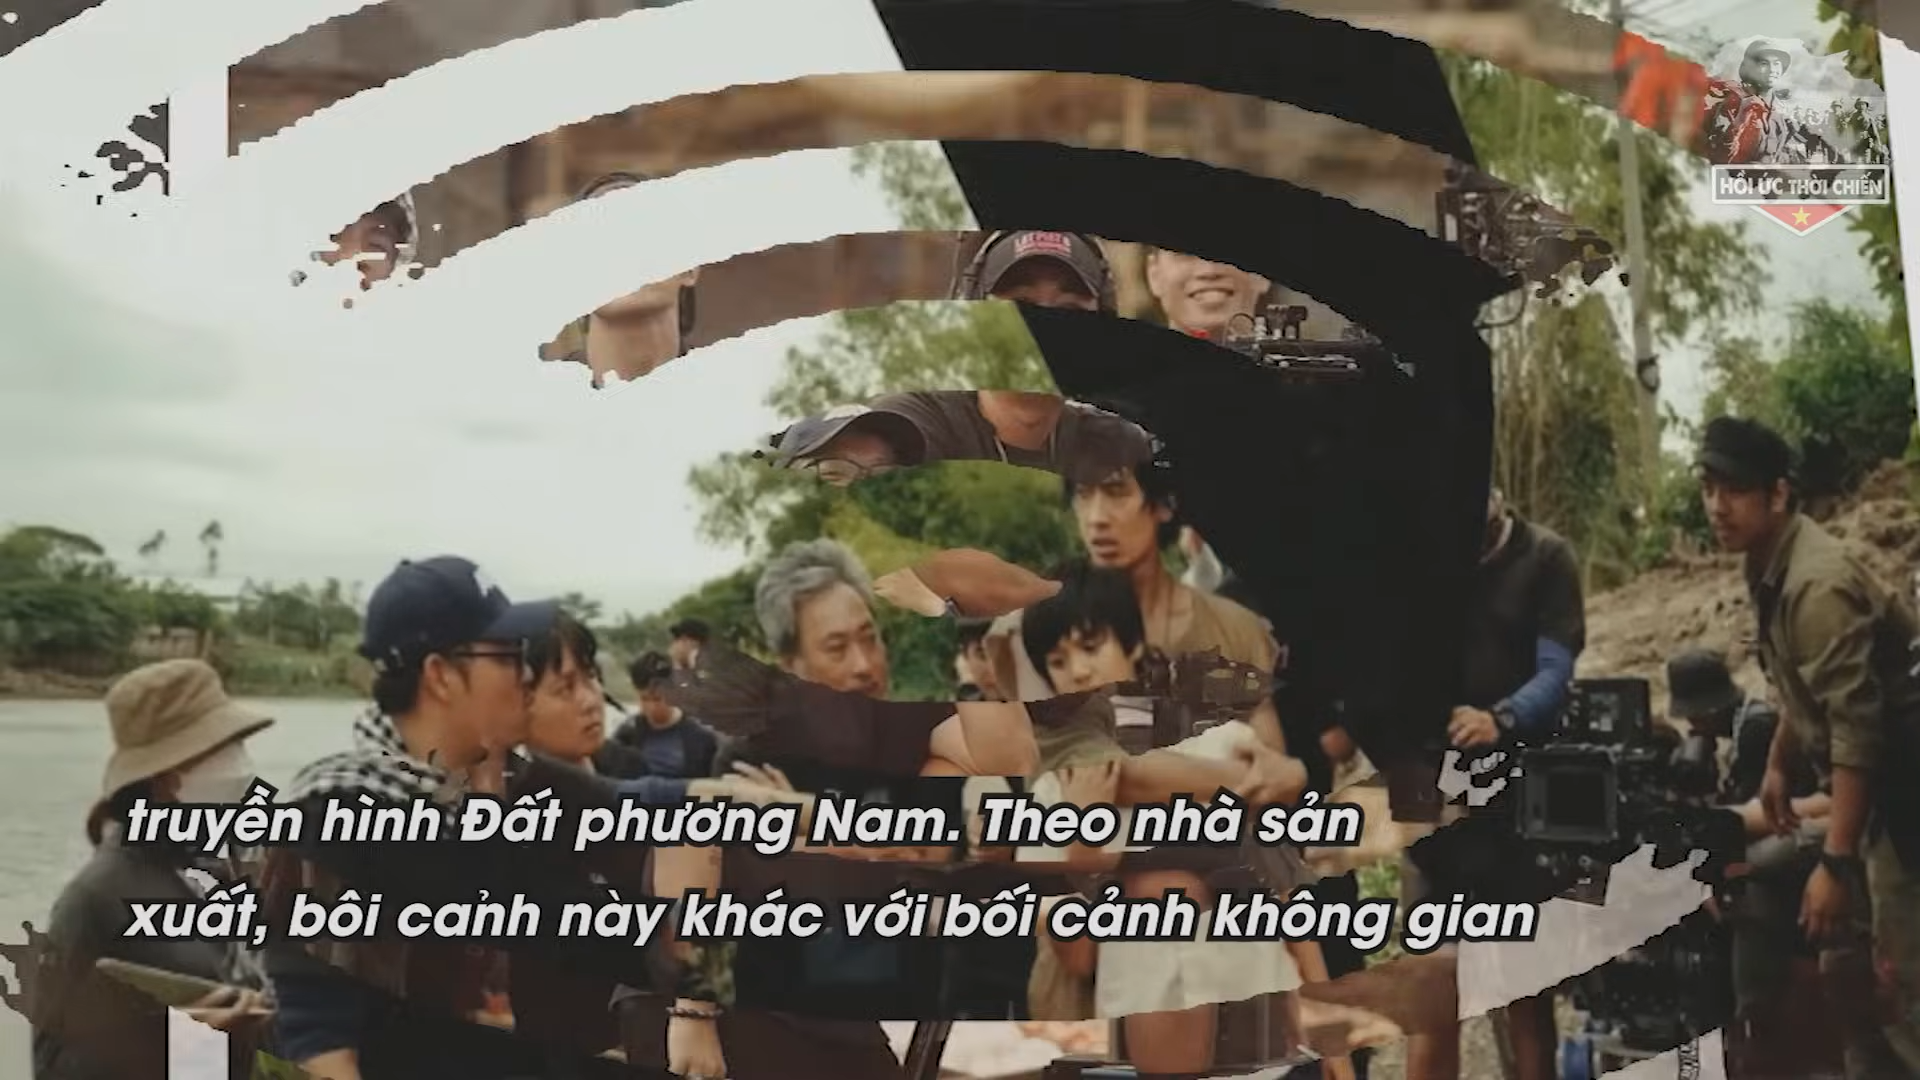 HỒI ỨC THỜI CHIẾN
truyền hình Đất phương Nam. Theo nhà sản
xuất, bôi cảnh này khác với bối cảnh không gian